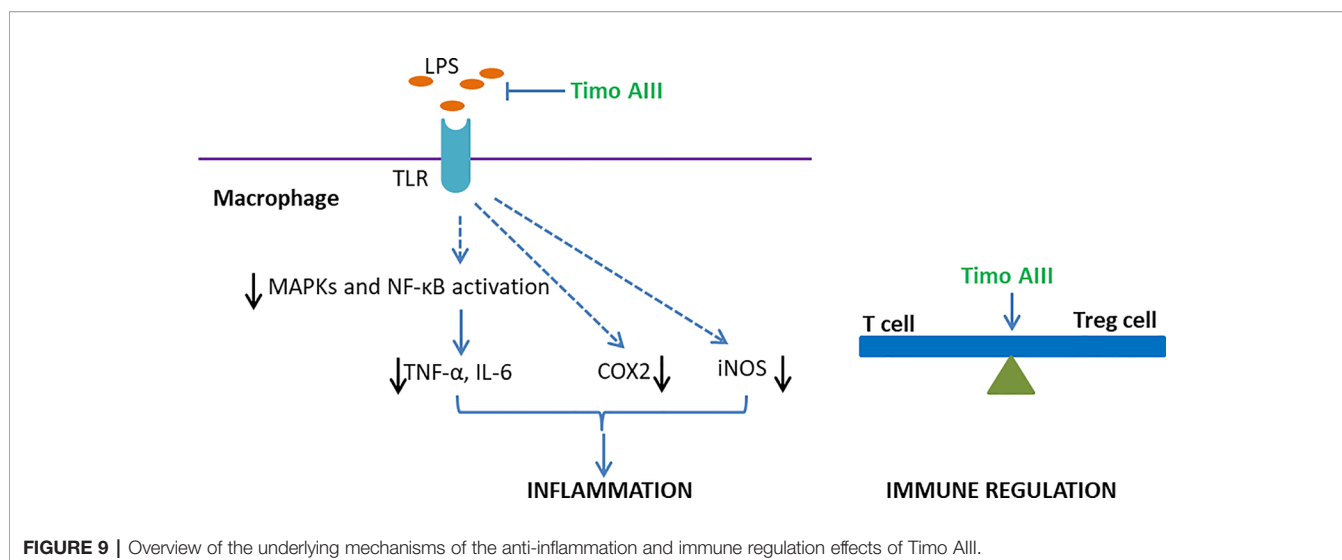 LPS
Timo AIII
TLR
Macrophage
MAPKs and NF-κB activation
TNF-α, IL-6
COX2
iNOS
INFLAMMATION
Timo AIII
T cell
Treg cell
IMMUNE REGULATION
FIGURE 9 | Overview of the underlying mechanisms of the anti-inflammation and immune regulation effects of Timo AIII.